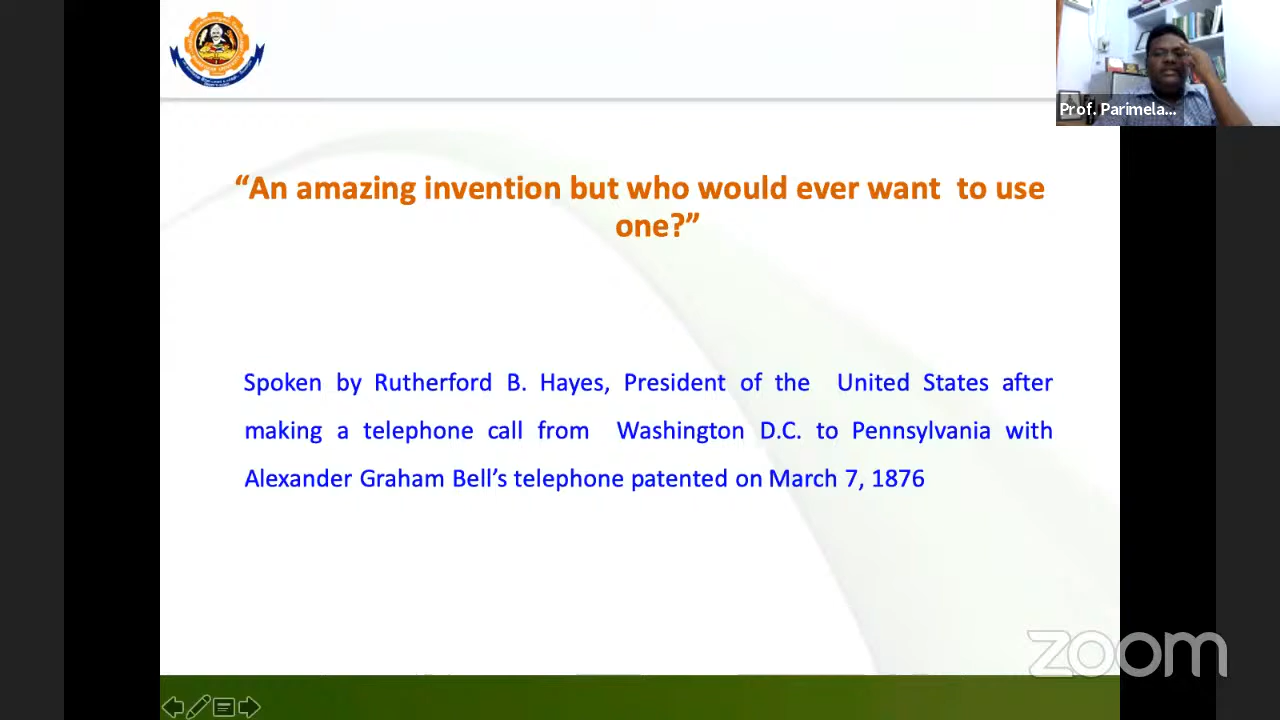 Prof. Parimela...
“An amazing invention but who would ever want to use
one?”
Spoken by Rutherford B. Hayes, President of the United States after
making a telephone call from Washington D.C. to Pennsylvania with
Alexander Graham Bell’s telephone patented on March 7, 1876
zoom